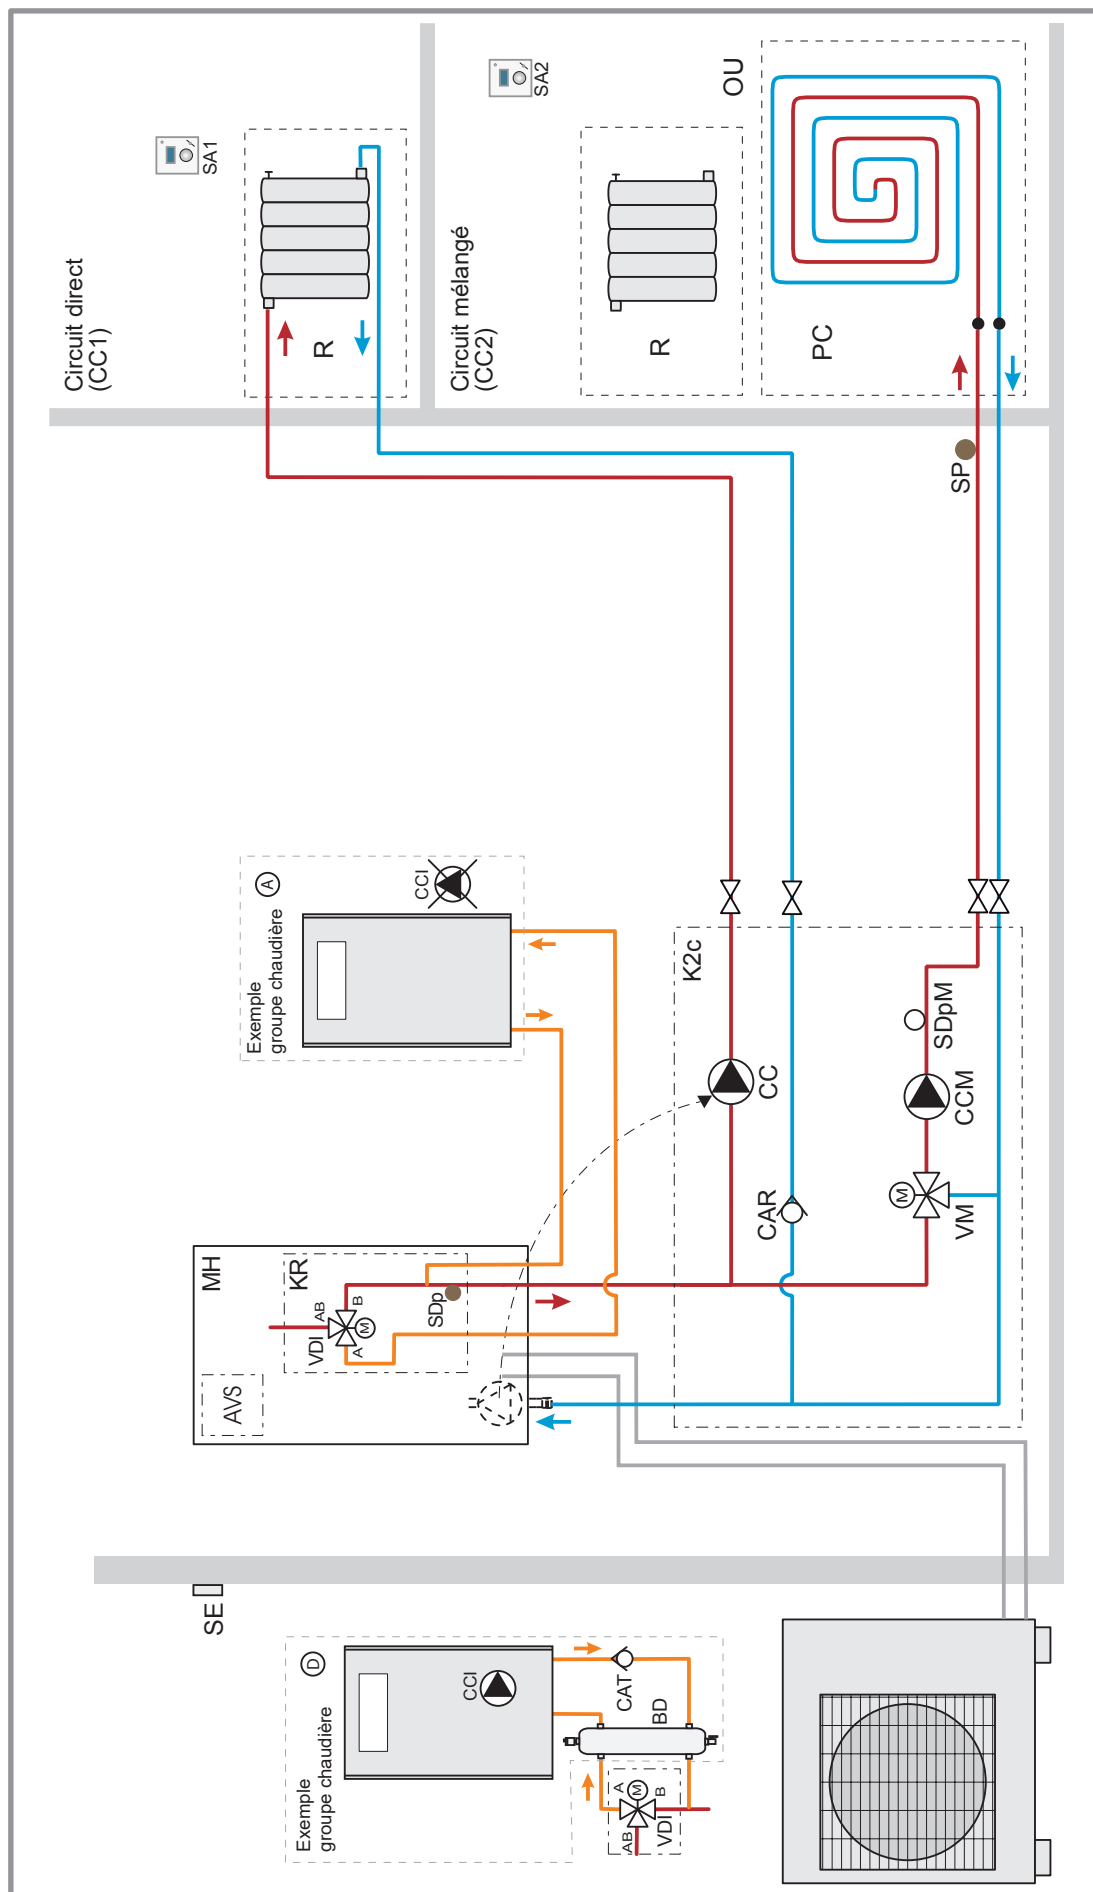 Circuit direct
(CC1)
SA1
R
Circuit mélangé
(CC2)
SA2
R
OU
PC
SP
Exemple
groupe chaudière
A
CCI
K2c
CC
CAR
SDpM
CCM
M
VM
MH
KR
AB
B
VDI
M
A
SDp
AVS
SE
Exemple
groupe chaudière
D
CCI
CAT
BD
A
M
B
AB
VDI